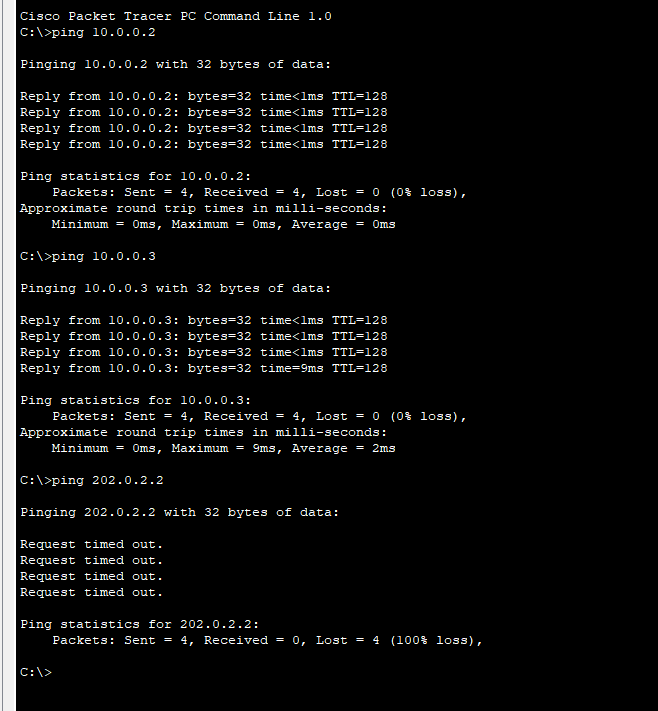 Cisco Packet Tracer PC Command Line 1.0
C:\>ping 10.0.0.2
Pinging 10.0.0.2 with 32 bytes of data:
Reply from 10.0.0.2: bytes=32 time<1ms TTL=128
Reply from 10.0.0.2: bytes=32 time<1ms TTL=128
Reply from 10.0.0.2: bytes=32 time<1ms TTL=128
Reply from 10.0.0.2: bytes=32 time<1ms TTL=128
Ping statistics for 10.0.0.2:
    Packets: Sent = 4, Received = 4, Lost = 0 (0% loss),
Approximate round trip times in milli-seconds:
    Minimum = 0ms, Maximum = 0ms, Average = 0ms
C:\>ping 10.0.0.3
Pinging 10.0.0.3 with 32 bytes of data:
Reply from 10.0.0.3: bytes=32 time<1ms TTL=128
Reply from 10.0.0.3: bytes=32 time<1ms TTL=128
Reply from 10.0.0.3: bytes=32 time<1ms TTL=128
Reply from 10.0.0.3: bytes=32 time=9ms TTL=128
Ping statistics for 10.0.0.3:
    Packets: Sent = 4, Received = 4, Lost = 0 (0% loss),
Approximate round trip times in milli-seconds:
    Minimum = 0ms, Maximum = 9ms, Average = 2ms
C:\>ping 202.0.2.2
Pinging 202.0.2.2 with 32 bytes of data:
Request timed out.
Request timed out.
Request timed out.
Request timed out.
Ping statistics for 202.0.2.2:
    Packets: Sent = 4, Received = 0, Lost = 4 (100% loss),
C:\>